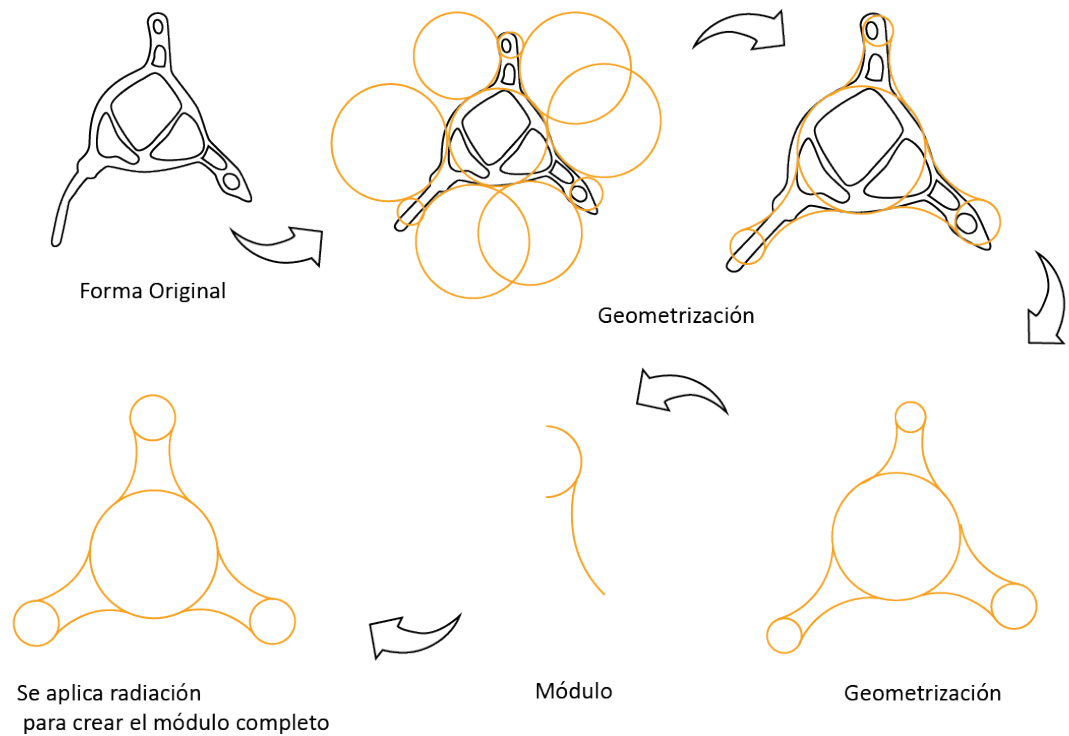 Forma Original
Geometrización
Se aplica radiación
para crear el módulo completo
Módulo
Geometrización